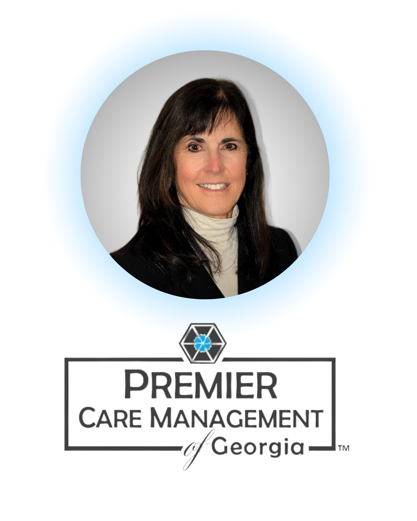 PREMIER
CARE MANAGEMENT
of Georgia
TM